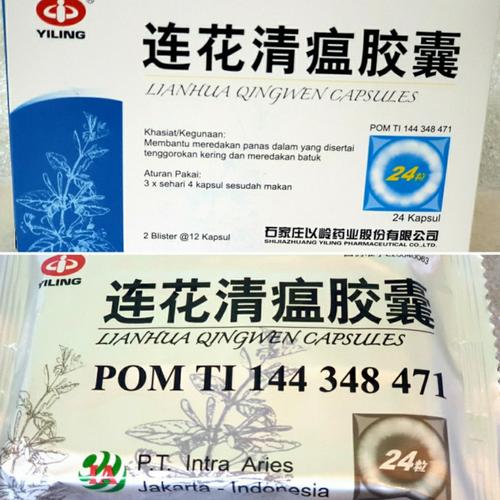 YILING
®
连花清瘟胶囊
LIANHUA QINGWEN CAPSULES
Khasiat/Kegunaan:
Membantu meredakan panas dalam yang disertai
tenggorokan kering dan meredakan batuk
Aturan Pakai:
3 x sehari 4 kapsul sesudah makan
2 Blister @12 Kapsul
POM TI 144 348 471
24粒
24 Kapsul
石家庄以岭药业股份有限公司
SHIJIAZHUANG YILING PHARMACEUTICAL CO.,LTD.
YILING
连花清瘟胶囊
LIANHUA QINGWEN CAPSULES
POM TI 144 348 471
IA
P.T. Intra Aries
Jakarta - Indonesia
24粒